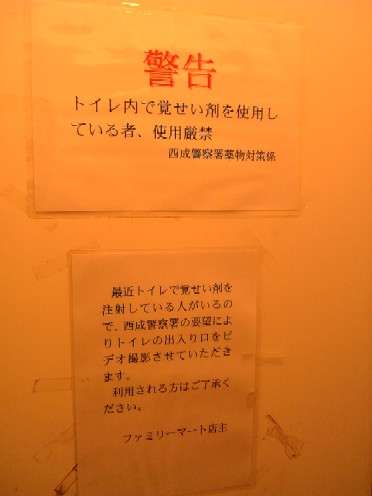 警告
トイレ内で覚せい剤を使用し
ている者、使用厳禁
西成警察署薬物対策係
最近トイレで覚せい剤を
注射している人がいるの
で、西成警察署の要望によ
りトイレの出入り口をビ
デオ撮影させていただき
ます。
利用される方はご了承く
ださい。
ファミリーマート店主